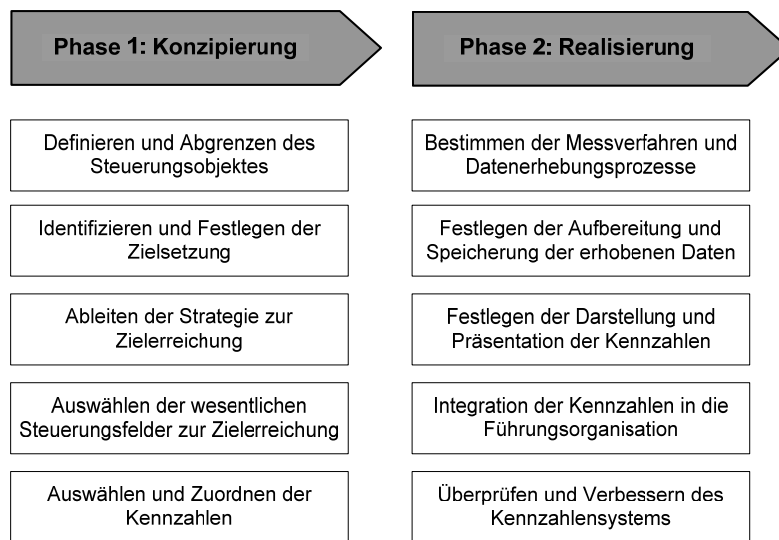 Phase 1: Konzipierung
Definieren und Abgrenzen des
Steuerungsobjektes
Identifizieren und Festlegen der
Zielsetzung
Ableiten der Strategie zur
Zielerreichung
Auswählen der wesentlichen
Steuerungsfelder zur Zielerreichung
Auswählen und Zuordnen der
Kennzahlen
Phase 2: Realisierung
Bestimmen der Messverfahren und
Datenerhebungsprozesse
Festlegen der Aufbereitung und
Speicherung der erhobenen Daten
Festlegen der Darstellung und
Präsentation der Kennzahlen
Integration der Kennzahlen in die
Führungsorganisation
Überprüfen und Verbessern des
Kennzahlensystems